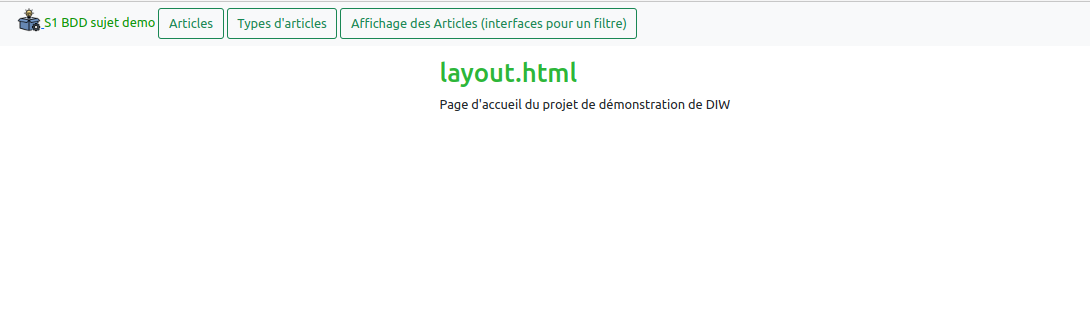 S1 BDD sujet demo Articles Types d'articles Affichage des Articles (interfaces pour un filtre)
layout.html
Page d'accueil du projet de démonstration de DIW